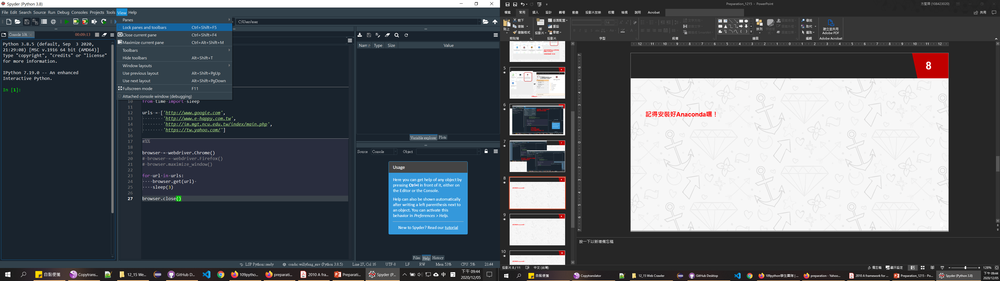 Spyder (Python 3.8)
File Edit Search Source Run Debug Consoles Projects Tools View Help
C:\Users\user
Console 1/A
00:09:13
Python 3.8.5 (default, Sep  3 2020,
21:29:08) [MSC v.1916 64 bit (AMD64)]
Type "copyright", "credits" or "license"
for more information.
IPython 7.19.0 -- An enhanced
Interactive Python.
In [1]:
Panes
Lock panes and toolbars Ctrl+Shift+F5
Close current pane Ctrl+Shift+F4
Maximize current pane Ctrl+Alt+Shift+M
Toolbars
Hide toolbars Alt+Shift+T
Window layouts
Use previous layout Alt+Shift+PgUp
Use next layout Alt+Shift+PgDown
Fullscreen mode F11
Attached console window (debugging)
10 from time import sleep
11
12 urls = ['http://www.google.com',
13 'http://www.e-happy.com.tw',
14 'http://im.mgt.ncu.edu.tw/index/main.php',
15 'https://tw.yahoo.com/']
16
17 #%%
18
19 browser = webdriver.Chrome()
20 # browser = webdriver.Firefox()
21 # browser.maximize_window()
22
23 for url in urls:
24 browser.get(url)
25 sleep(3)
26
27 browser.close()
Type Size Value
Variable explorer Plots
Source Console Object
Usage
Here you can get help of any object by
pressing Ctrl+I in front of it, either on
the Editor or the Console.
Help can also be shown automatically
after writing a left parenthesis next to
an object. You can activate this
behavior in Preferences > Help.
New to Spyder? Read our tutorial
Files Help History
LSP Python: ready conda: willyfang_env (Python 3.8.5) Line 27, Col 16 UTF-8 LF RW Mem 53% CPU 5% 21:44
自黏便箋 Copytrans... 12_15 We... GitHub D... 109pytho... preparati... 2010 A fra... Preparati... Spyder (P... 中 下午 09:44
2020/12/05
Preparation_1215 - PowerPoint
方聖瑋 (108423020)
檔案 常用 插入 設計 轉場 動畫 投影片放映 校閱 檢視 說明 Acrobat 共用
貼上 剪下 複製 複製格式 剪貼簿
新投影片 版面配置 重設 章節 投影片
14 字型
文字方向 對齊文字 段落
排列 繪圖
尋找 取代 選取 編輯
建立並共用
Adobe PDF
Adobe Acrobat
5
6
7
8
9
10
8
記得安裝好Anaconda嘿！
按一下以新增備忘稿
投影片 8 / 11 中文 (台灣) 備忘稿 顯示設定 128%
自黏便箋 Copytranslator 12_15 Web Crawler GitHub Desktop 109python學生團隊 | ... preparation - Yahoo... 2010 A framework for ... Preparation_1215 - Po... Spyder (Python 3.8) 下午 09:44
2020/12/05